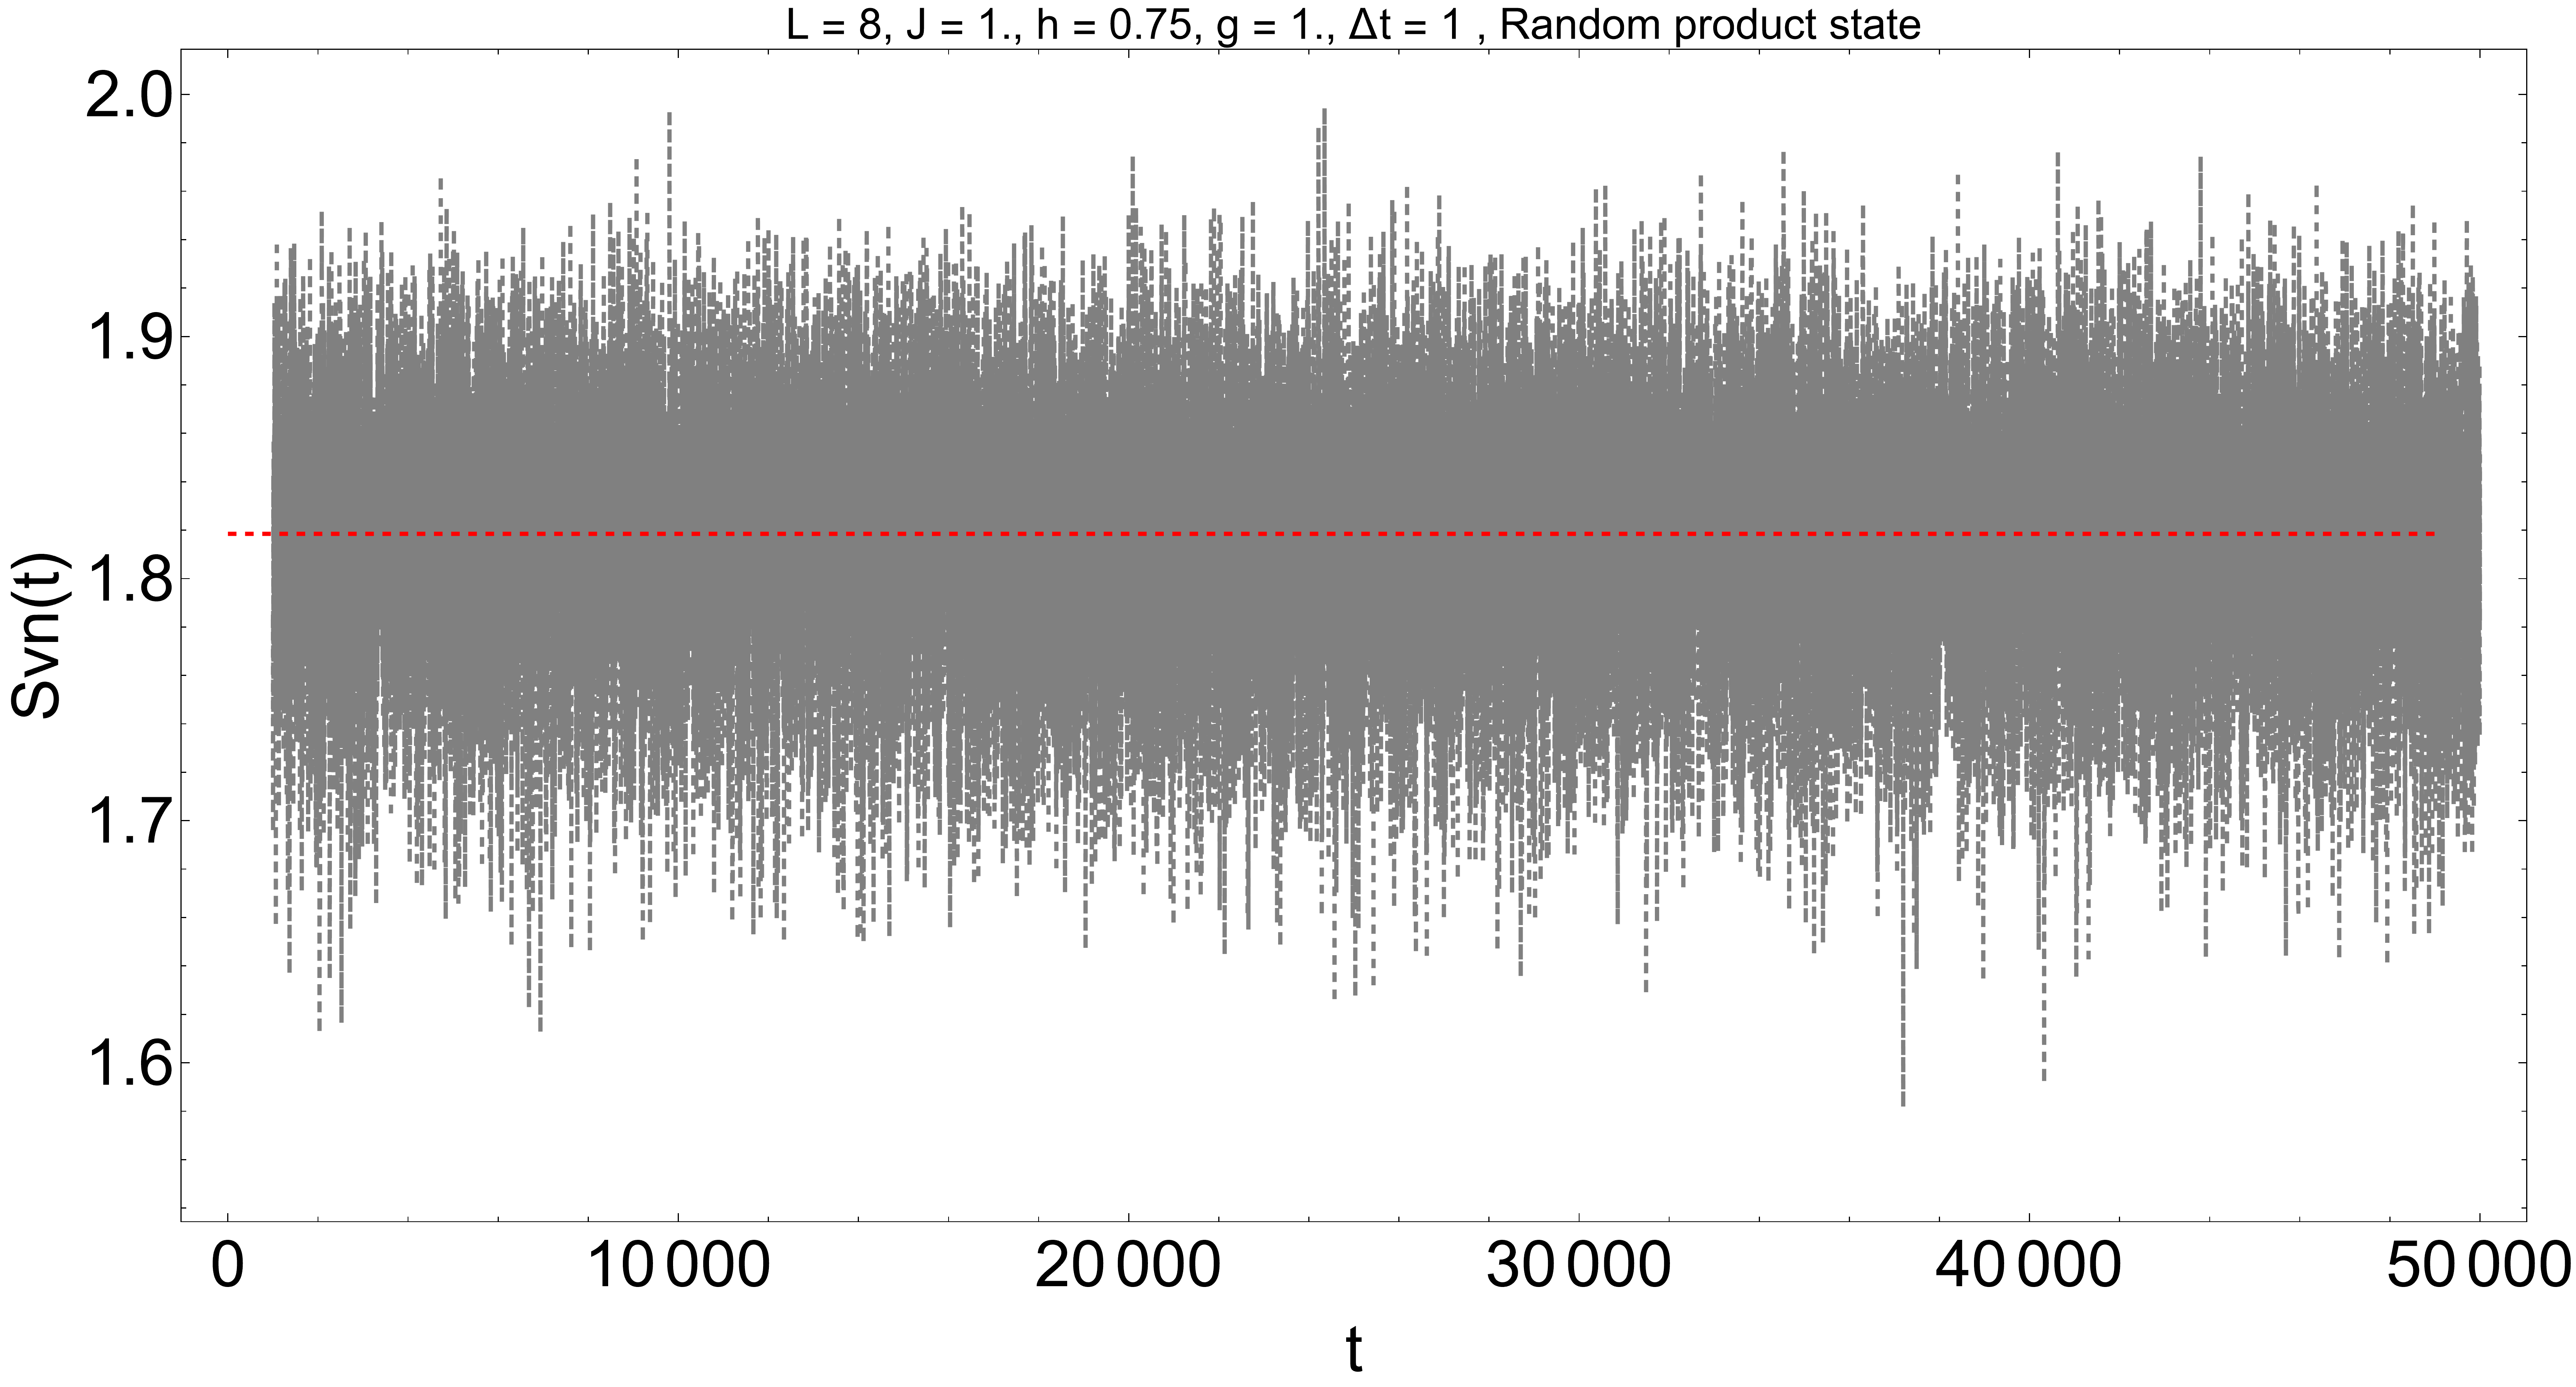 L = 8, J = 1., h = 0.75, g = 1., Δt = 1 , Random product state
2.0
1.9
1.8
1.7
1.6
Svn(t)
0 10 000 20 000 30 000 40 000 50 000
t